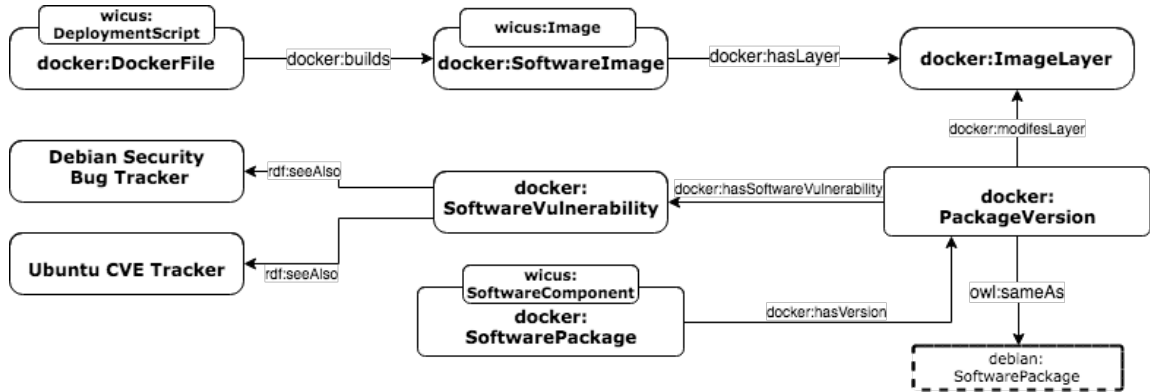 wicus:
DeploymentScript
docker:DockerFile
docker:builds
wicus:Image
docker:SoftwareImage
docker:hasLayer
docker:ImageLayer
docker:modifesLayer
Debian Security
Bug Tracker
rdf:seeAlso
docker:
SoftwareVulnerability
docker:hasSoftwareVulnerability
docker:
PackageVersion
Ubuntu CVE Tracker
rdf:seeAlso
wicus:
SoftwareComponent
docker:
SoftwarePackage
docker:hasVersion
owl:sameAs
debian:
SoftwarePackage